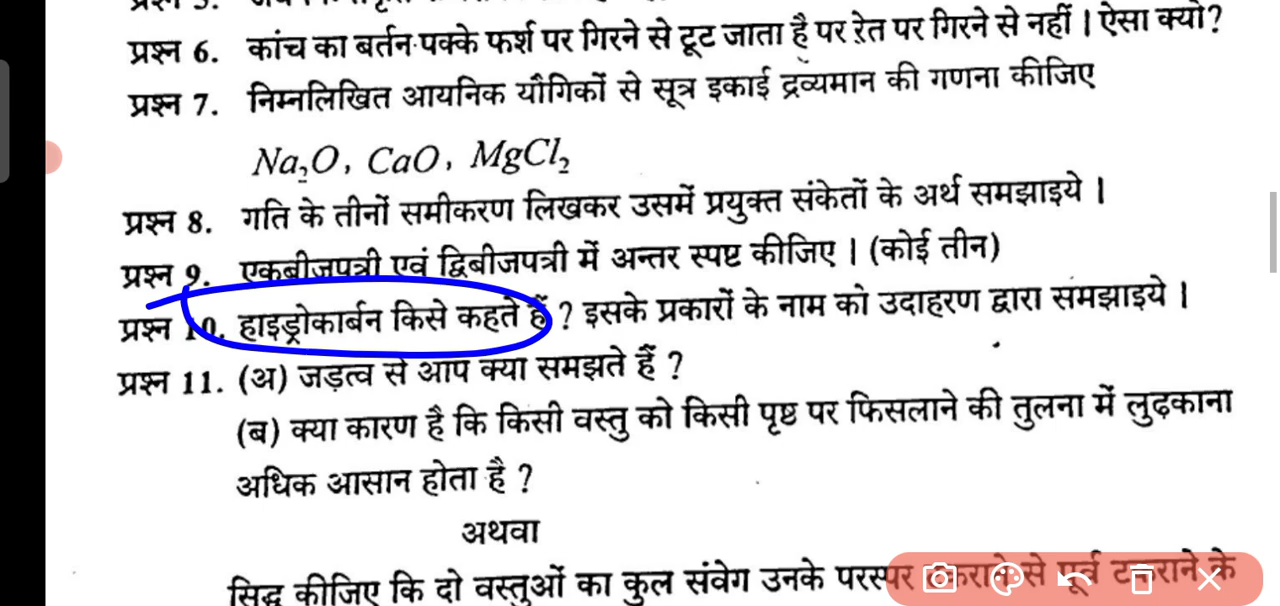 प्रश्न 6. कांच का बर्तन पक्के फर्श पर गिरने से टूट जाता है पर रेत पर गिरने से नहीं । ऐसा क्यो?
प्रश्न 7. निम्नलिखित आयनिक यौगिकों से सूत्र इकाई द्रव्यमान की गणना कीजिए
Na₂O, CaO, MgCl₂
प्रश्न 8. गति के तीनों समीकरण लिखकर उसमें प्रयुक्त संकेतों के अर्थ समझाइये ।
प्रश्न 9. एकबीजपत्री एवं द्विबीजपत्री में अन्तर स्पष्ट कीजिए । (कोई तीन)
प्रश्न 10. हाइड्रोकार्बन किसे कहते हैं ? इसके प्रकारों के नाम को उदाहरण द्वारा समझाइये ।
प्रश्न 11. (अ) जड़त्व से आप क्या समझते हैं ?
(ब) क्या कारण है कि किसी वस्तु को किसी पृष्ट पर फिसलाने की तुलना में लुढ़काना
अधिक आसान होता है ?
अथवा
सिद्ध कीजिए कि दो वस्तुओं का कुल संवेग उनके परस्पर टकराने से पूर्व टकराने के